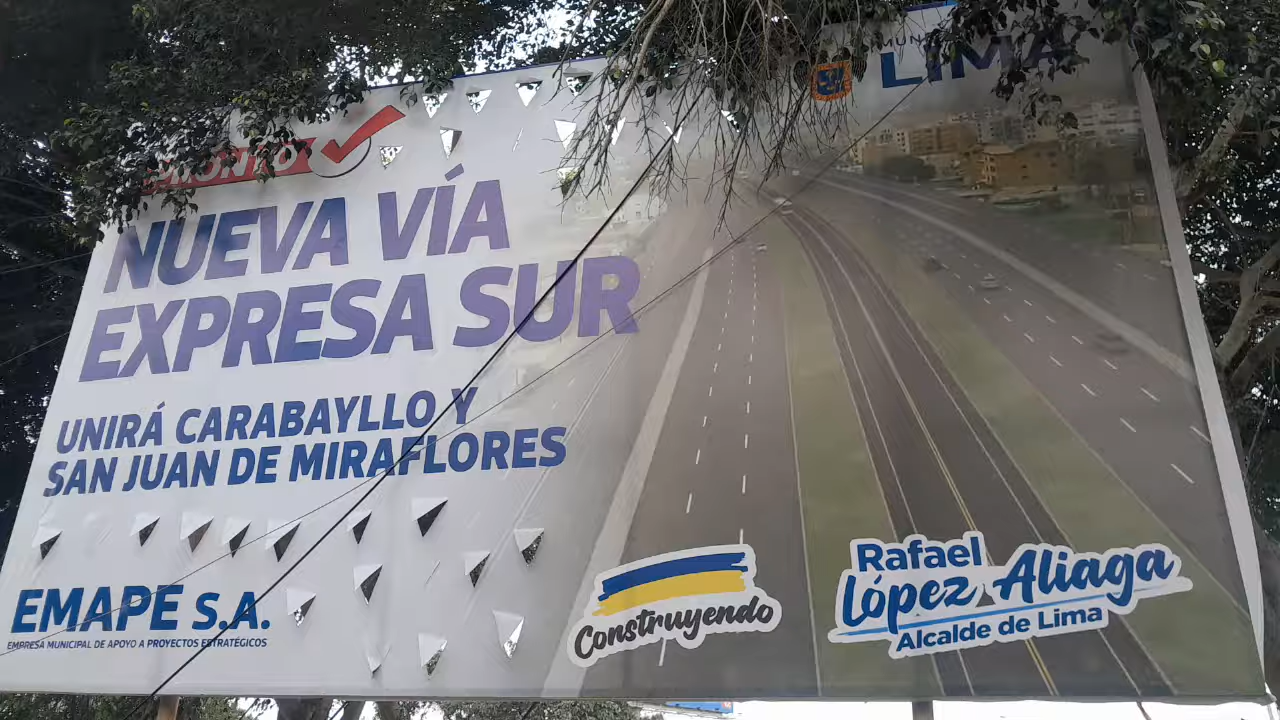 PRONTO
LIMA
NUEVA VÍA
EXPRESA SUR
UNIRÁ CARABAYLLO Y
SAN JUAN DE MIRAFLORES
EMAPE S.A.
EMPRESA MUNICIPAL DE APOYO A PROYECTOS ESTRATÉGICOS
Construyendo
Rafael
López Aliaga
Alcalde de Lima